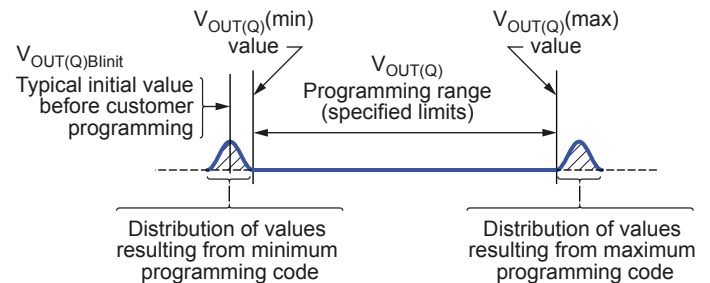 V_OUT(Q)(min)
value
V_OUT(Q)(max)
value
V_OUT(Q)BIinit
Typical initial value
before customer
programming
V_OUT(Q)
Programming range
(specified limits)
Distribution of values
resulting from minimum
programming code
Distribution of values
resulting from maximum
programming code